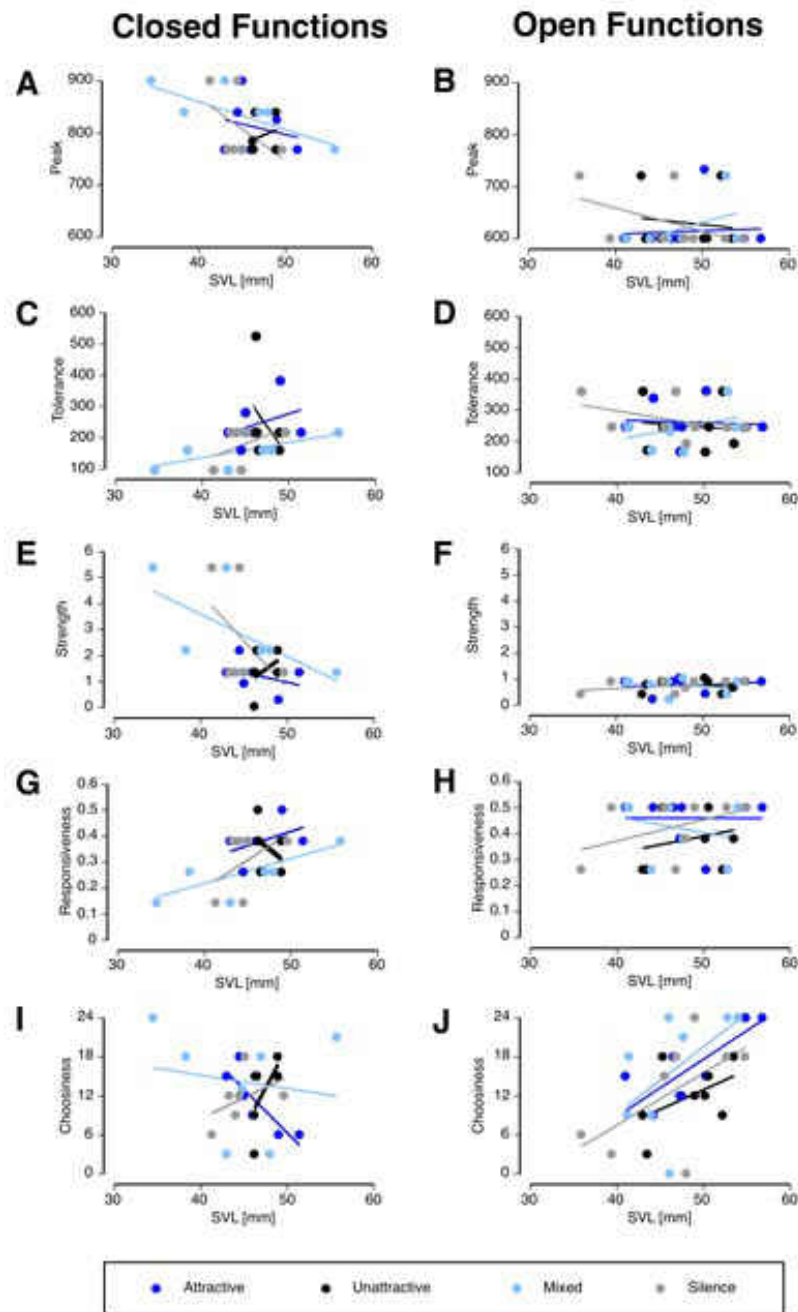 Closed Functions Open Functions
A B
900 900
800 800
700 700
600 600
Peak Peak
30 40 50 60 30 40 50 60
SVL [mm] SVL [mm]
C D
600 600
500 500
400 400
300 300
200 200
100 100
Tolerance Tolerance
30 40 50 60 30 40 50 60
SVL [mm] SVL [mm]
E F
6 6
5 5
4 4
3 3
2 2
1 1
0 0
Strength Strength
30 40 50 60 30 40 50 60
SVL [mm] SVL [mm]
G H
0.6 0.6
0.5 0.5
0.4 0.4
0.3 0.3
0.2 0.2
0.1 0.1
0 0
Responsiveness Responsiveness
30 40 50 60 30 40 50 60
SVL [mm] SVL [mm]
I J
24 24
18 18
12 12
6 6
0 0
Choosiness Choosiness
30 40 50 60 30 40 50 60
SVL [mm] SVL [mm]
Attractive Unattractive Mixed Silence